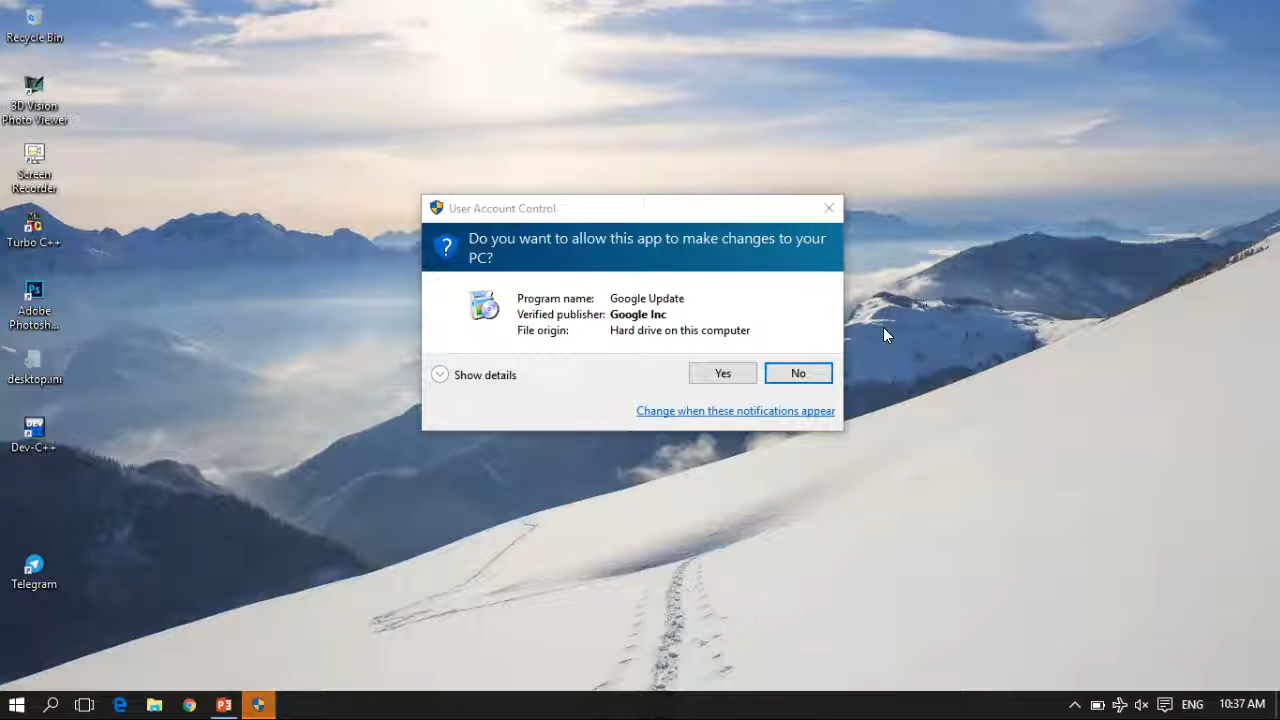 Recycle Bin
3D Vision
Photo Viewer
Screen
Recorder
Turbo C++
Ps
Adobe
Photosh...
desktop.ini
DEV
Dev-C++
Telegram
User Account Control
Do you want to allow this app to make changes to your
PC?
Program name: Google Update
Verified publisher: Google Inc
File origin: Hard drive on this computer
Show details
Yes
No
Change when these notifications appear
ENG
10:37 AM